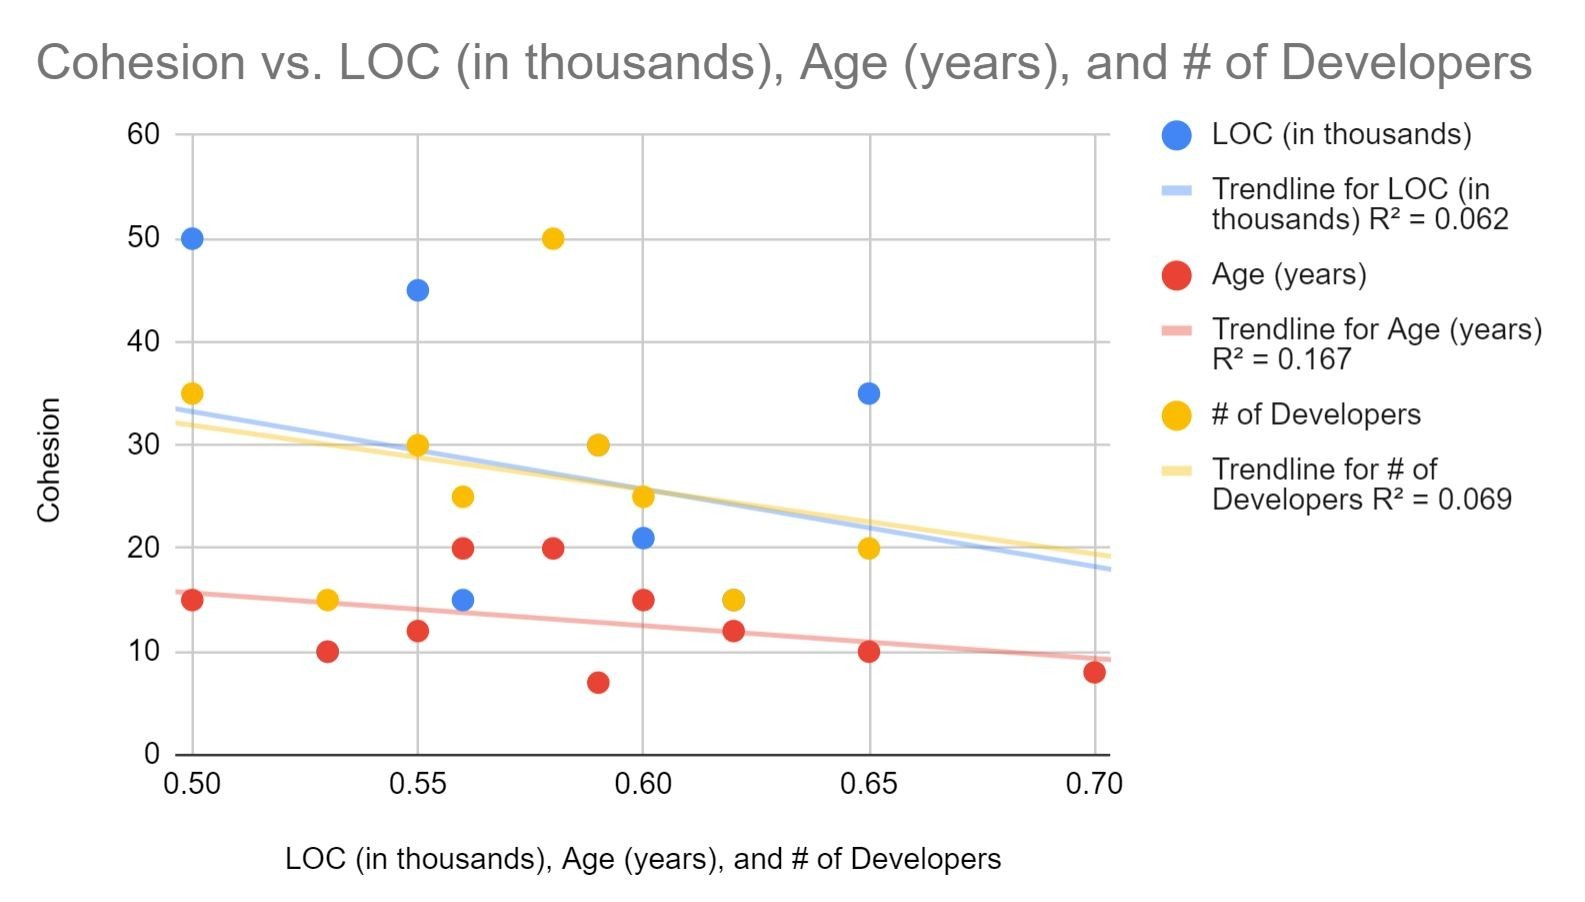 Cohesion vs. LOC (in thousands), Age (years), and # of Developers
60
50
40
30
20
10
0
Cohesion
0.50
0.55
0.60
0.65
0.70
LOC (in thousands), Age (years), and # of Developers
LOC (in thousands)
Trendline for LOC (in
thousands) R² = 0.062
Age (years)
Trendline for Age (years)
R² = 0.167
# of Developers
Trendline for # of
Developers R² = 0.069